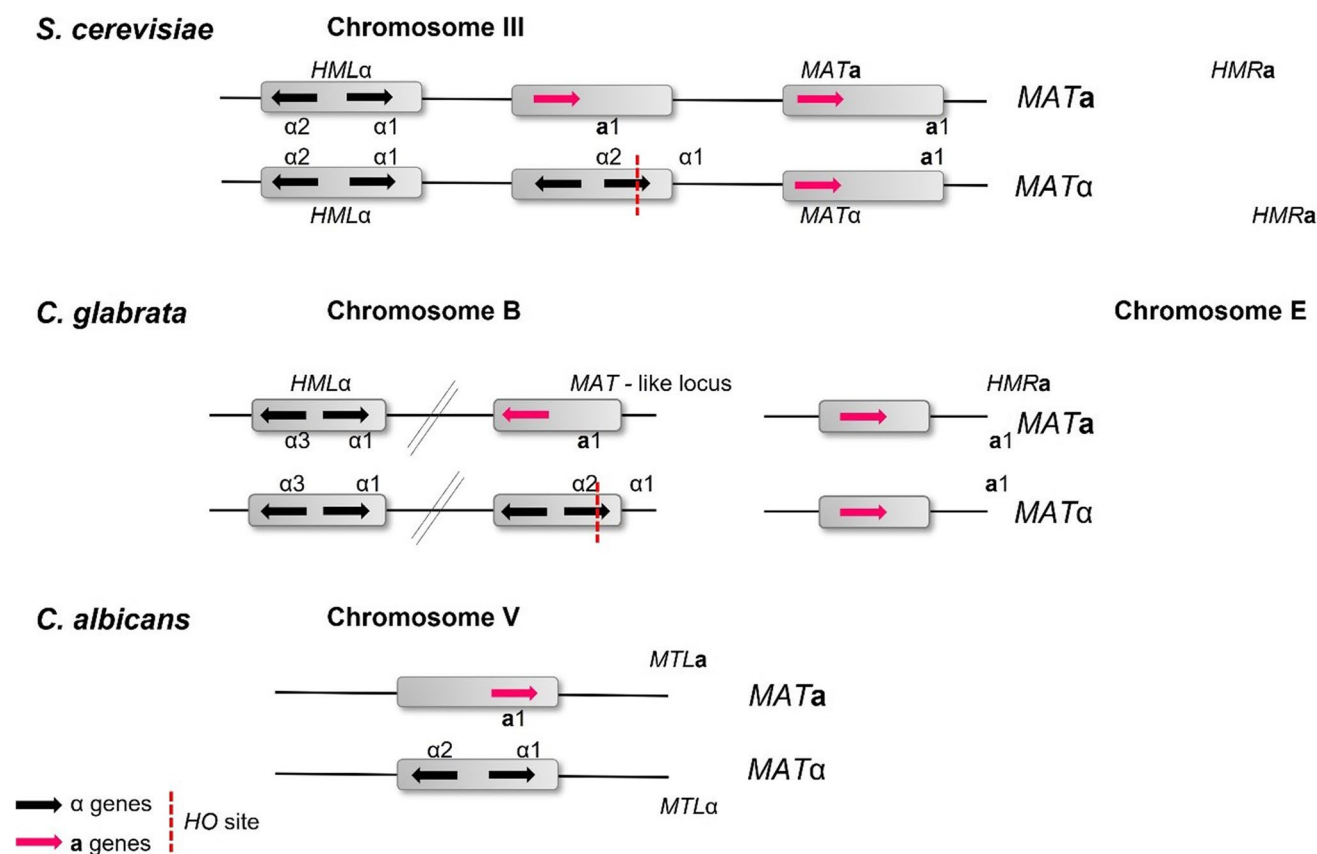 S. cerevisiae Chromosome III
HMLα MATa HMRa
MATa
α2 α1 a1 a1
α2 α1 α2 α1 a1
MATα
HMLα MATα HMRa
C. glabrata Chromosome B Chromosome E
HMLα MAT - like locus HMRa
MATa
α3 α1 a1 a1
α3 α1 α2 α1 a1
MATα
C. albicans Chromosome V
MTLa
MATa
a1
α2 α1
MATα
MTLα
α genes
HO site
a genes